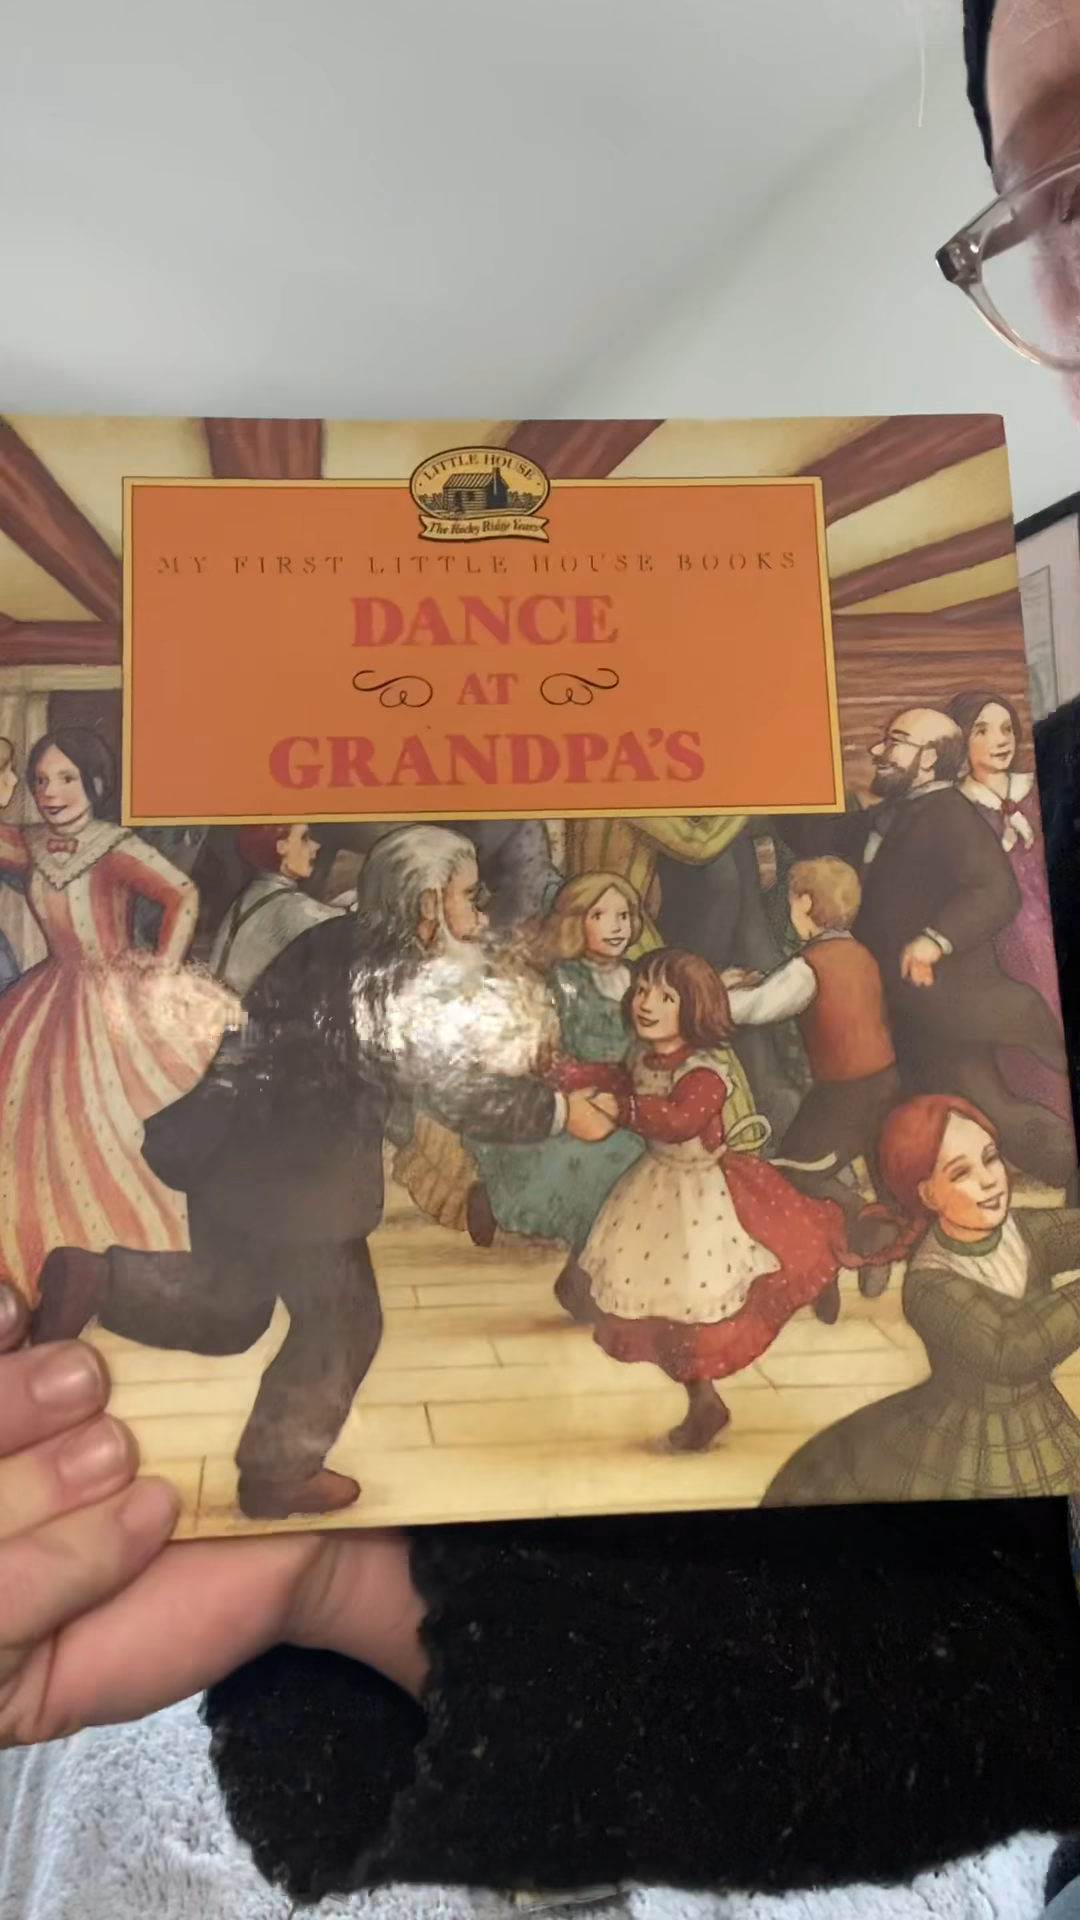 LITTLE HOUSE
The Rocky Ridge Years
MY FIRST LITTLE HOUSE BOOKS
DANCE
AT
GRANDPA'S